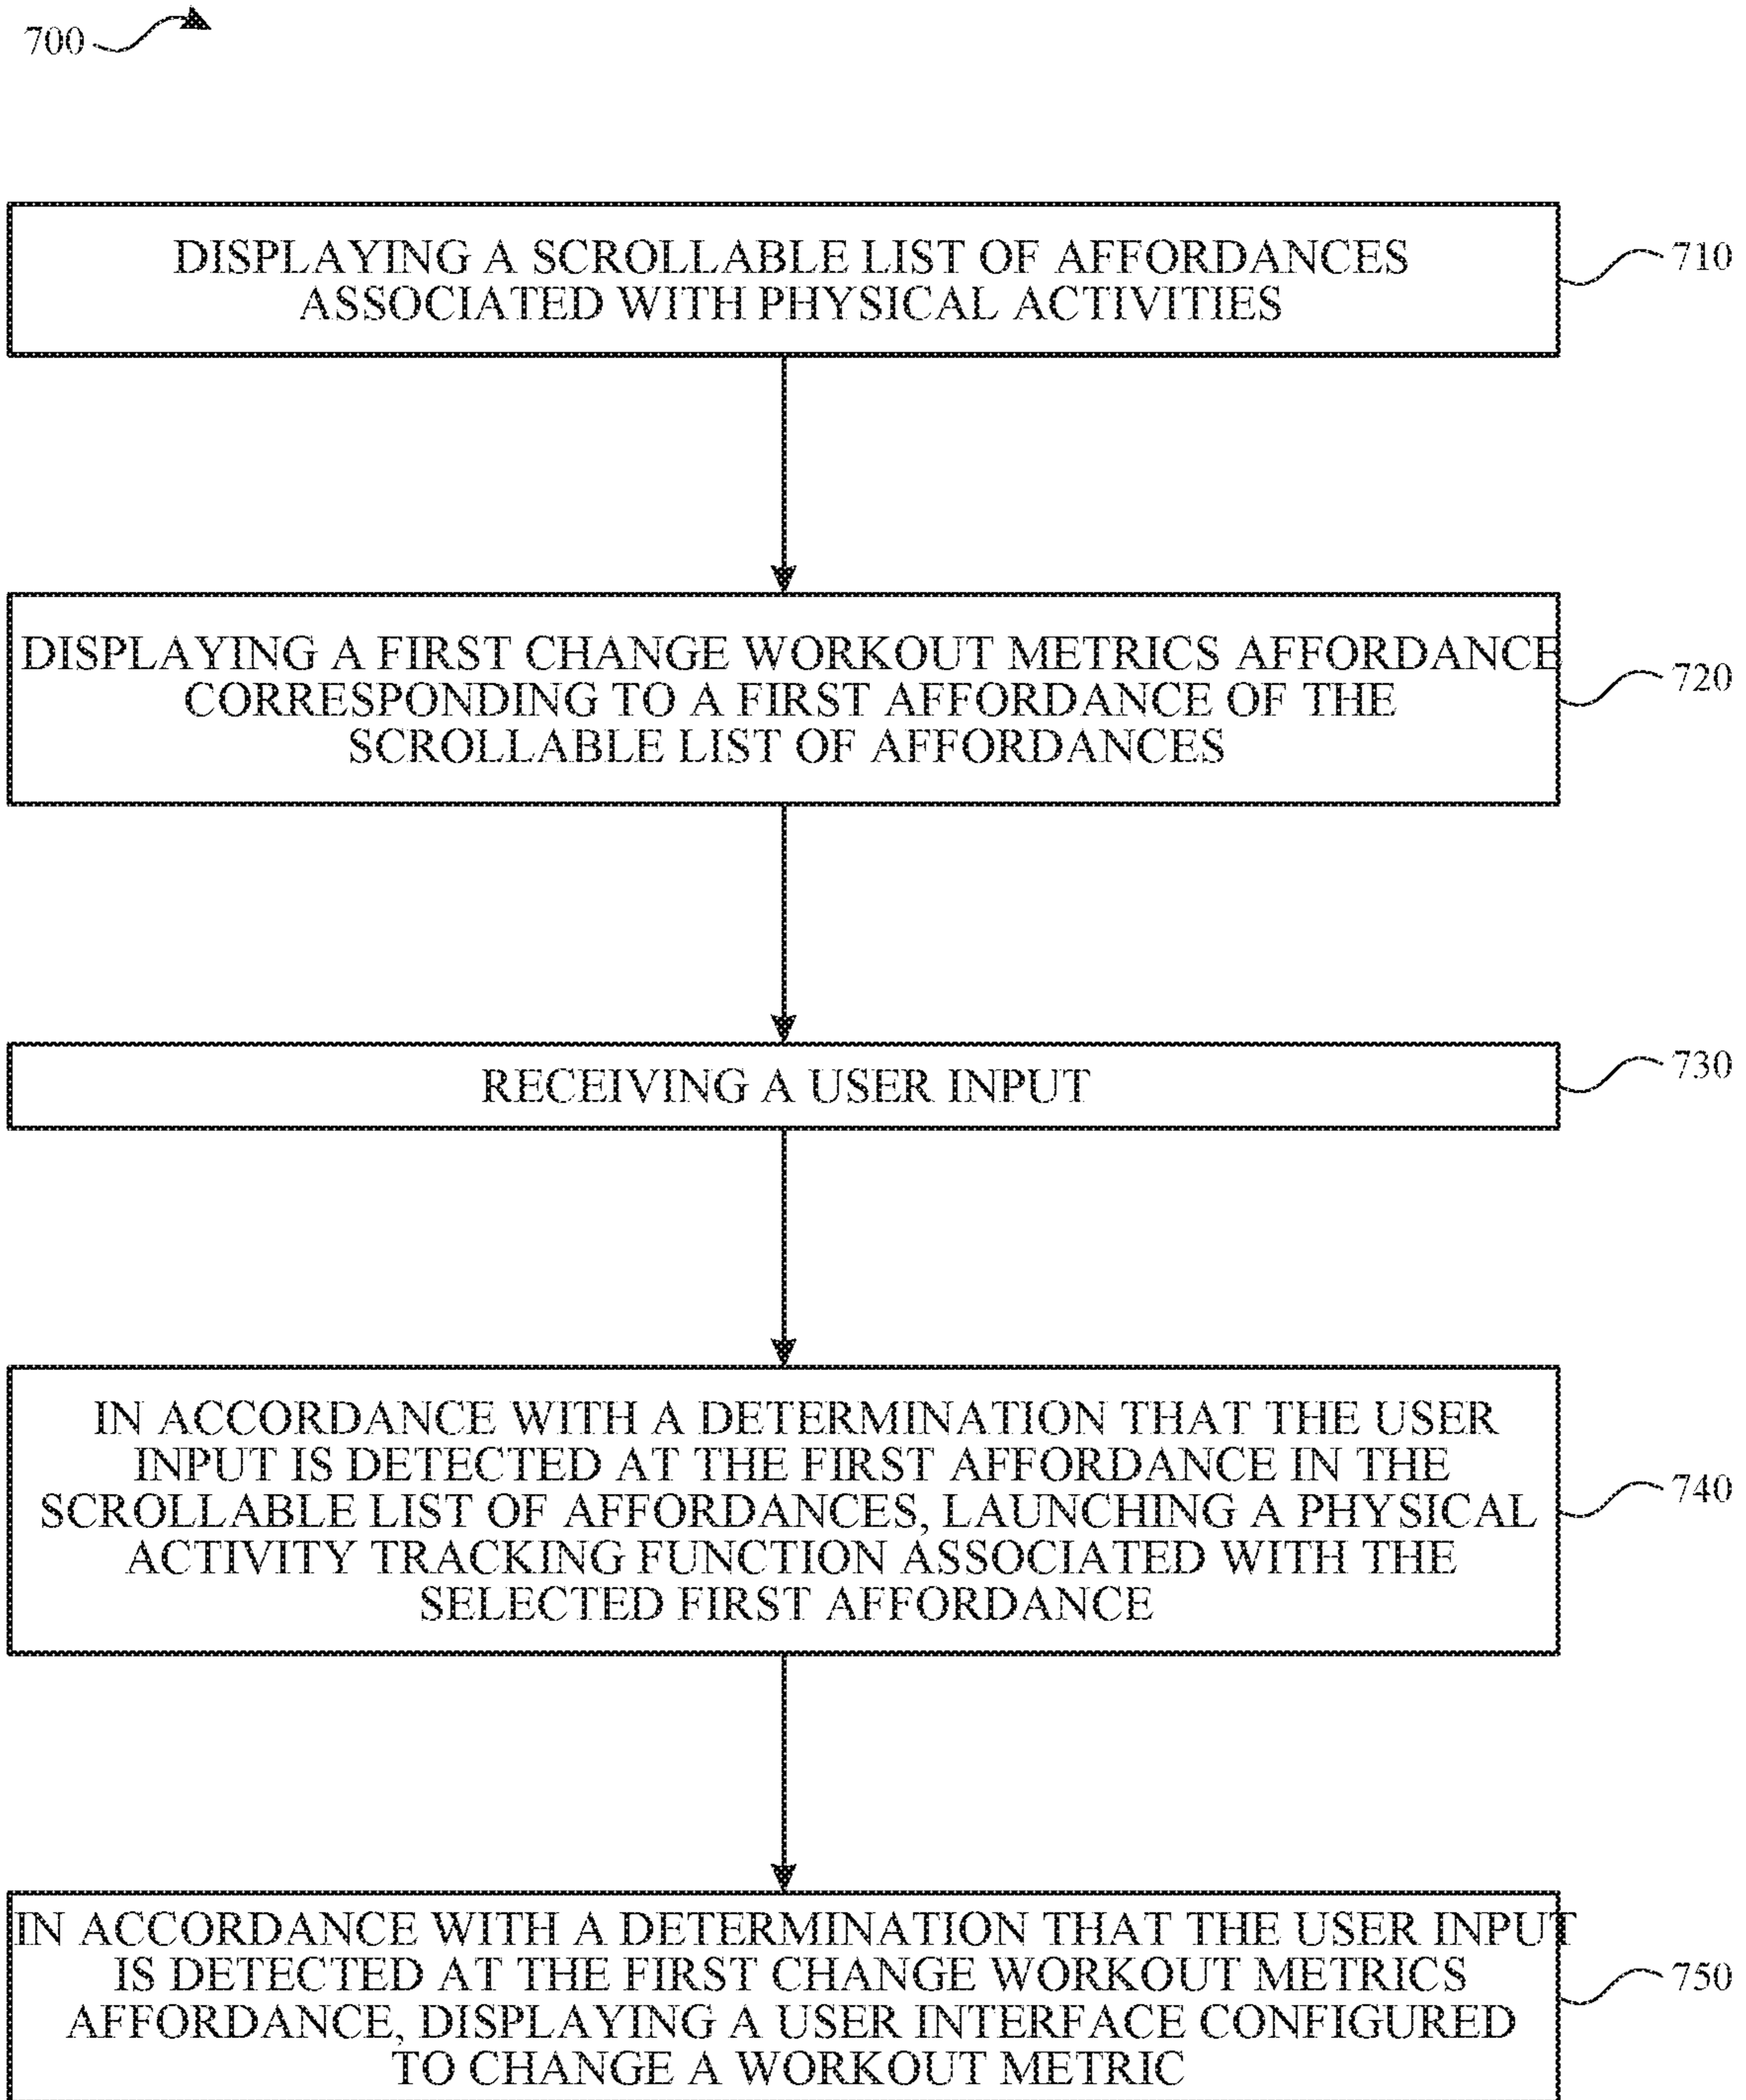 700
DISPLAYING A SCROLLABLE LIST OF AFFORDANCES
ASSOCIATED WITH PHYSICAL ACTIVITIES
710
DISPLAYING A FIRST CHANGE WORKOUT METRICS AFFORDANCE
CORRESPONDING TO A FIRST AFFORDANCE OF THE
SCROLLABLE LIST OF AFFORDANCES
720
RECEIVING A USER INPUT
730
IN ACCORDANCE WITH A DETERMINATION THAT THE USER
INPUT IS DETECTED AT THE FIRST AFFORDANCE IN THE
SCROLLABLE LIST OF AFFORDANCES, LAUNCHING A PHYSICAL
ACTIVITY TRACKING FUNCTION ASSOCIATED WITH THE
SELECTED FIRST AFFORDANCE
740
IN ACCORDANCE WITH A DETERMINATION THAT THE USER INPUT
IS DETECTED AT THE FIRST CHANGE WORKOUT METRICS
AFFORDANCE, DISPLAYING A USER INTERFACE CONFIGURED
TO CHANGE A WORKOUT METRIC
750